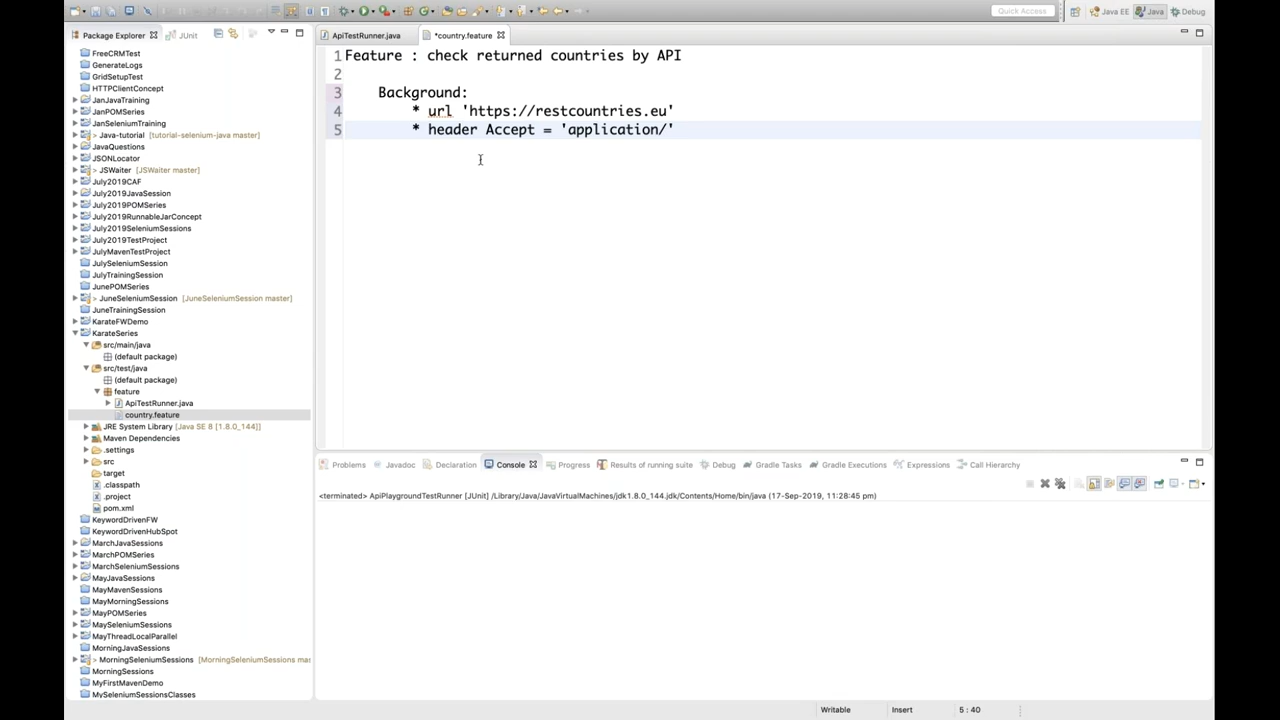 Quick Access
Java EE
Java
Debug
Package Explorer
JUnit
ApiTestRunner.java
*country.feature
FreeCRMTest
GenerateLogs
GridSetupTest
HTTPClientConcept
JanJavaTraining
JanPOMSeries
JanSeleniumTraining
> Java-tutorial [tutorial-selenium-java master]
JavaQuestions
JSONLocator
> JSWaiter [JSWaiter master]
July2019CAF
July2019JavaSession
July2019POMSeries
July2019RunnableJarConcept
July2019SeleniumSessions
July2019TestProject
JulyMavenTestProject
JulySeleniumSession
JulyTrainingSession
JunePOMSeries
> JuneSeleniumSession [JuneSeleniumSession master]
JuneTrainingSession
KarateFWDemo
KarateSeries
src/main/java
(default package)
src/test/java
(default package)
feature
ApiTestRunner.java
country.feature
JRE System Library [Java SE 8 [1.8.0_144]]
Maven Dependencies
.settings
src
target
.classpath
.project
pom.xml
KeywordDrivenFW
KeywordDrivenHubSpot
MarchJavaSessions
MarchPOMSeries
MarchSeleniumSessions
MayJavaSessions
MayMavenSessions
MayMorningSessions
MayPOMSeries
MaySeleniumSessions
MayThreadLocalParallel
MorningJavaSessions
> MorningSeleniumSessions [MorningSeleniumSessions mas
MorningSessions
MyFirstMavenDemo
MySeleniumSessionsClasses
1 Feature : check returned countries by API
2
3 Background:
4 * url 'https://restcountries.eu'
5 * header Accept = 'application/'
Problems
Javadoc
Declaration
Console
Progress
Results of running suite
Debug
Gradle Tasks
Gradle Executions
Expressions
Call Hierarchy
<terminated> ApiPlaygroundTestRunner [JUnit] /Library/Java/JavaVirtualMachines/jdk1.8.0_144.jdk/Contents/Home/bin/java (17-Sep-2019, 11:28:45 pm)
Writable
Insert
5 : 40